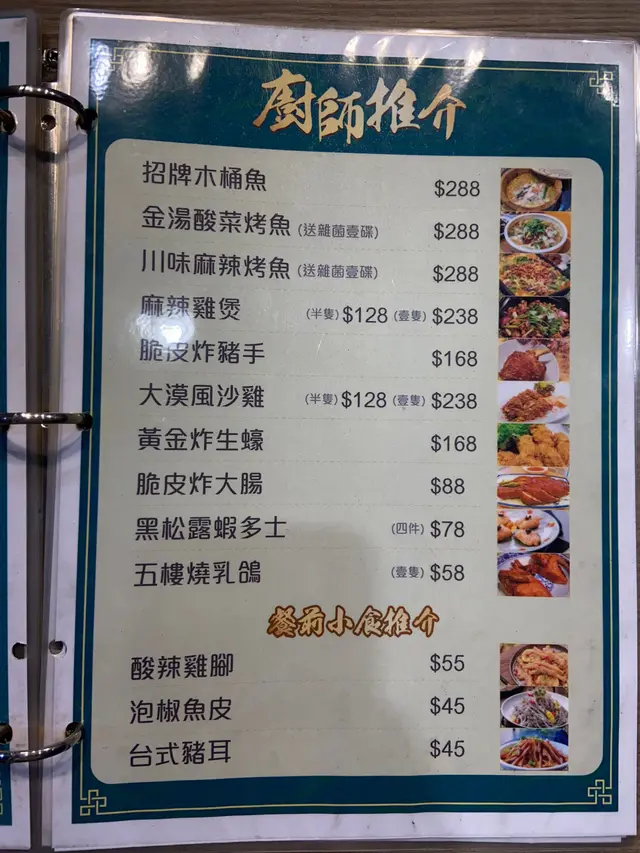 廚師推介
招牌木桶魚 $288
金湯酸菜烤魚 (送雜菌壹碟) $288
川味麻辣烤魚 (送雜菌壹碟) $288
麻辣雞煲 (半隻) $128 (壹隻) $238
脆皮炸豬手 $168
大漠風沙雞 (半隻) $128 (壹隻) $238
黃金炸生蠔 $168
脆皮炸大腸 $88
黑松露蝦多士 (四件) $78
五樓燒乳鴿 (壹隻) $58
餐前小食推介
酸辣雞腳 $55
泡椒魚皮 $45
台式豬耳 $45